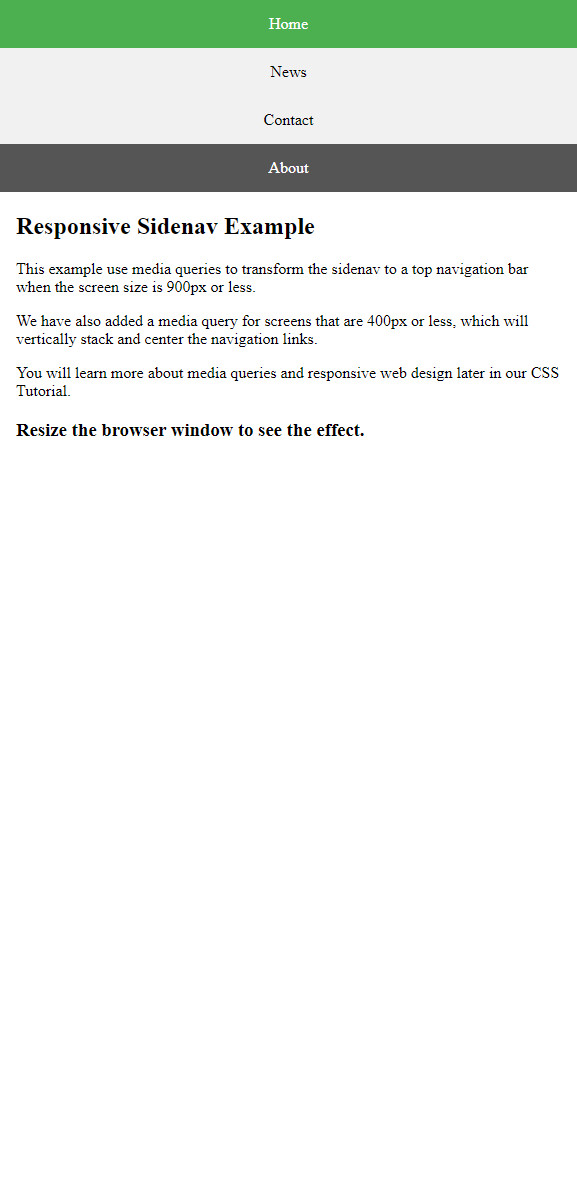 Home
News
Contact
About
Responsive Sidenav Example
This example use media queries to transform the sidenav to a top navigation bar
when the screen size is 900px or less.
We have also added a media query for screens that are 400px or less, which will
vertically stack and center the navigation links.
You will learn more about media queries and responsive web design later in our CSS
Tutorial.
Resize the browser window to see the effect.